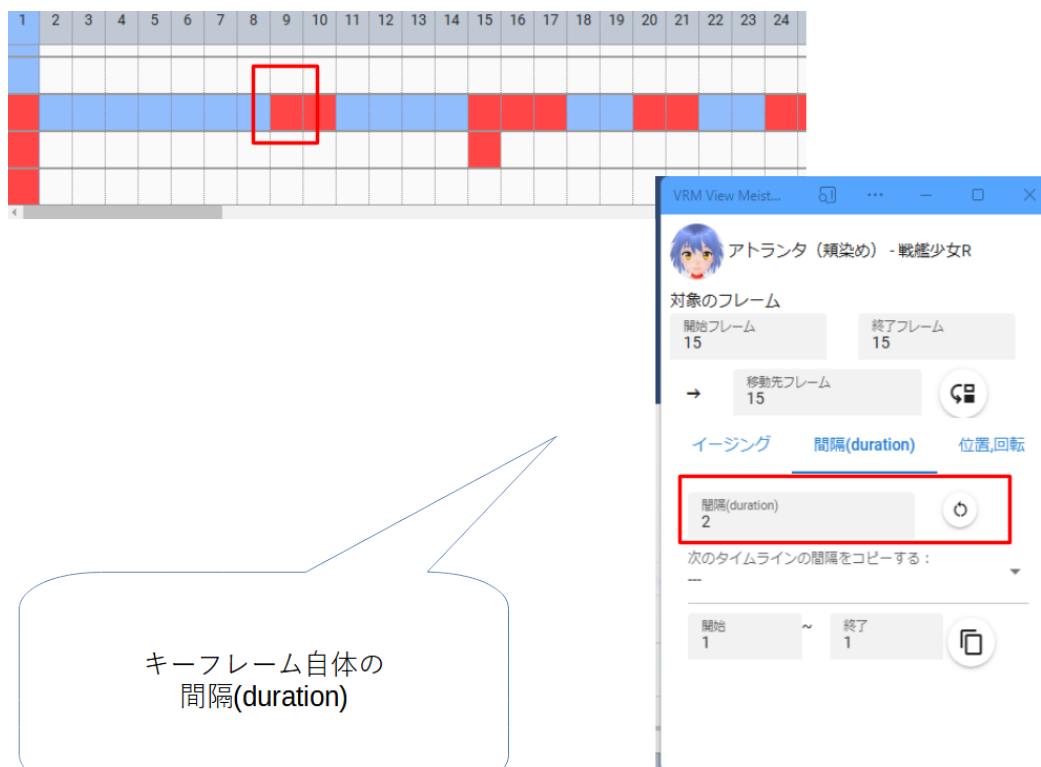 1 2 3 4 5 6 7 8 9 10 11 12 13 14 15 16 17 18 19 20 21 22 23 24
VRM View Meist...
アトランタ（頬染め） - 戦艦少女R
対象のフレーム
開始フレーム 終了フレーム
15 15
→ 移動先フレーム
15
イージング 間隔(duration) 位置,回転
間隔(duration)
2
次のタイムラインの間隔をコピーする：
---
開始 ~ 終了
1 1
キーフレーム自体の
間隔(duration)